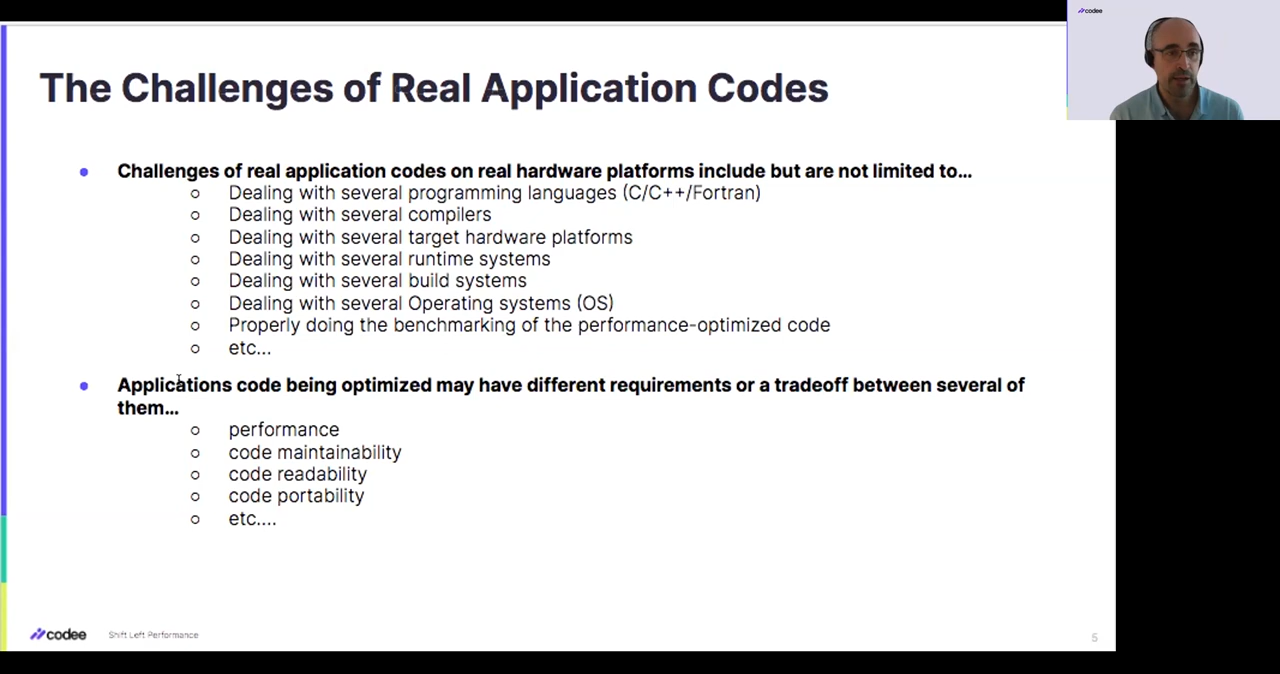 codee
The Challenges of Real Application Codes
Challenges of real application codes on real hardware platforms include but are not limited to...
Dealing with several programming languages (C/C++/Fortran)
Dealing with several compilers
Dealing with several target hardware platforms
Dealing with several runtime systems
Dealing with several build systems
Dealing with several Operating systems (OS)
Properly doing the benchmarking of the performance-optimized code
etc...
Applications code being optimized may have different requirements or a tradeoff between several of
them...
performance
code maintainability
code readability
code portability
etc....
codee Shift Left Performance 5